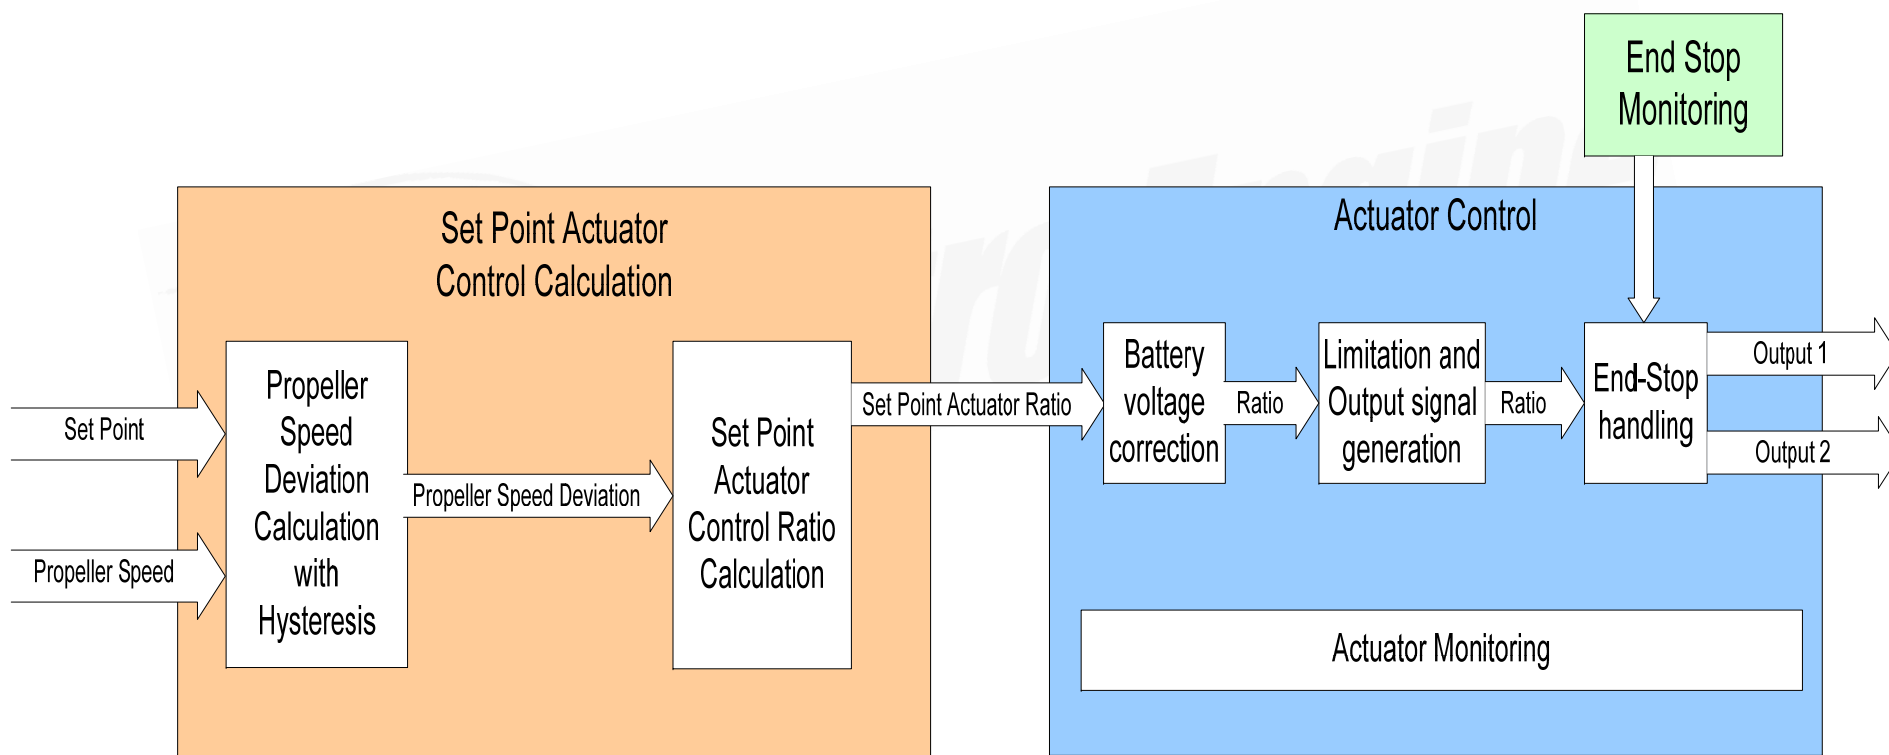 End Stop
Monitoring
Set Point Actuator
Control Calculation
Actuator Control
Set Point
Propeller Speed
Propeller
Speed
Deviation
Calculation
with
Hysteresis
Propeller Speed Deviation
Set Point
Actuator
Control Ratio
Calculation
Set Point Actuator Ratio
Battery
voltage
correction
Ratio
Limitation and
Output signal
generation
Ratio
End-Stop
handling
Output 1
Output 2
Actuator Monitoring